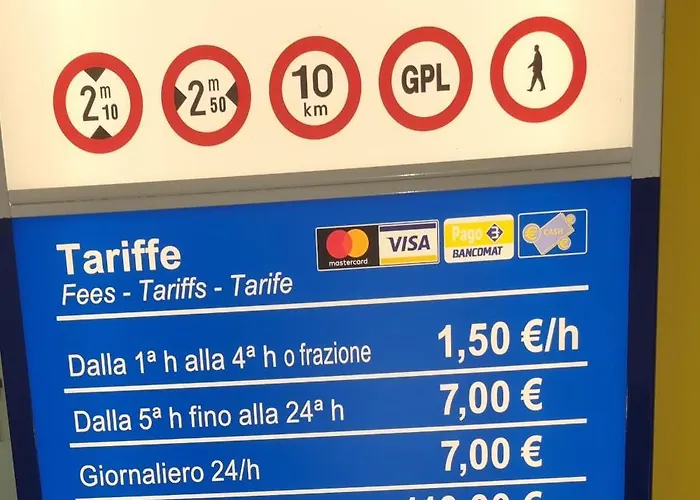 2 m 10
2 m 50
10 km
GPL
Tariffe
mastercard VISA Pago BANCOMAT € CASH €
Fees - Tariffs - Tarife
Dalla 1ª h alla 4ª h o frazione 1,50 €/h
Dalla 5ª h fino alla 24ª h 7,00 €
Giornaliero 24/h 7,00 €